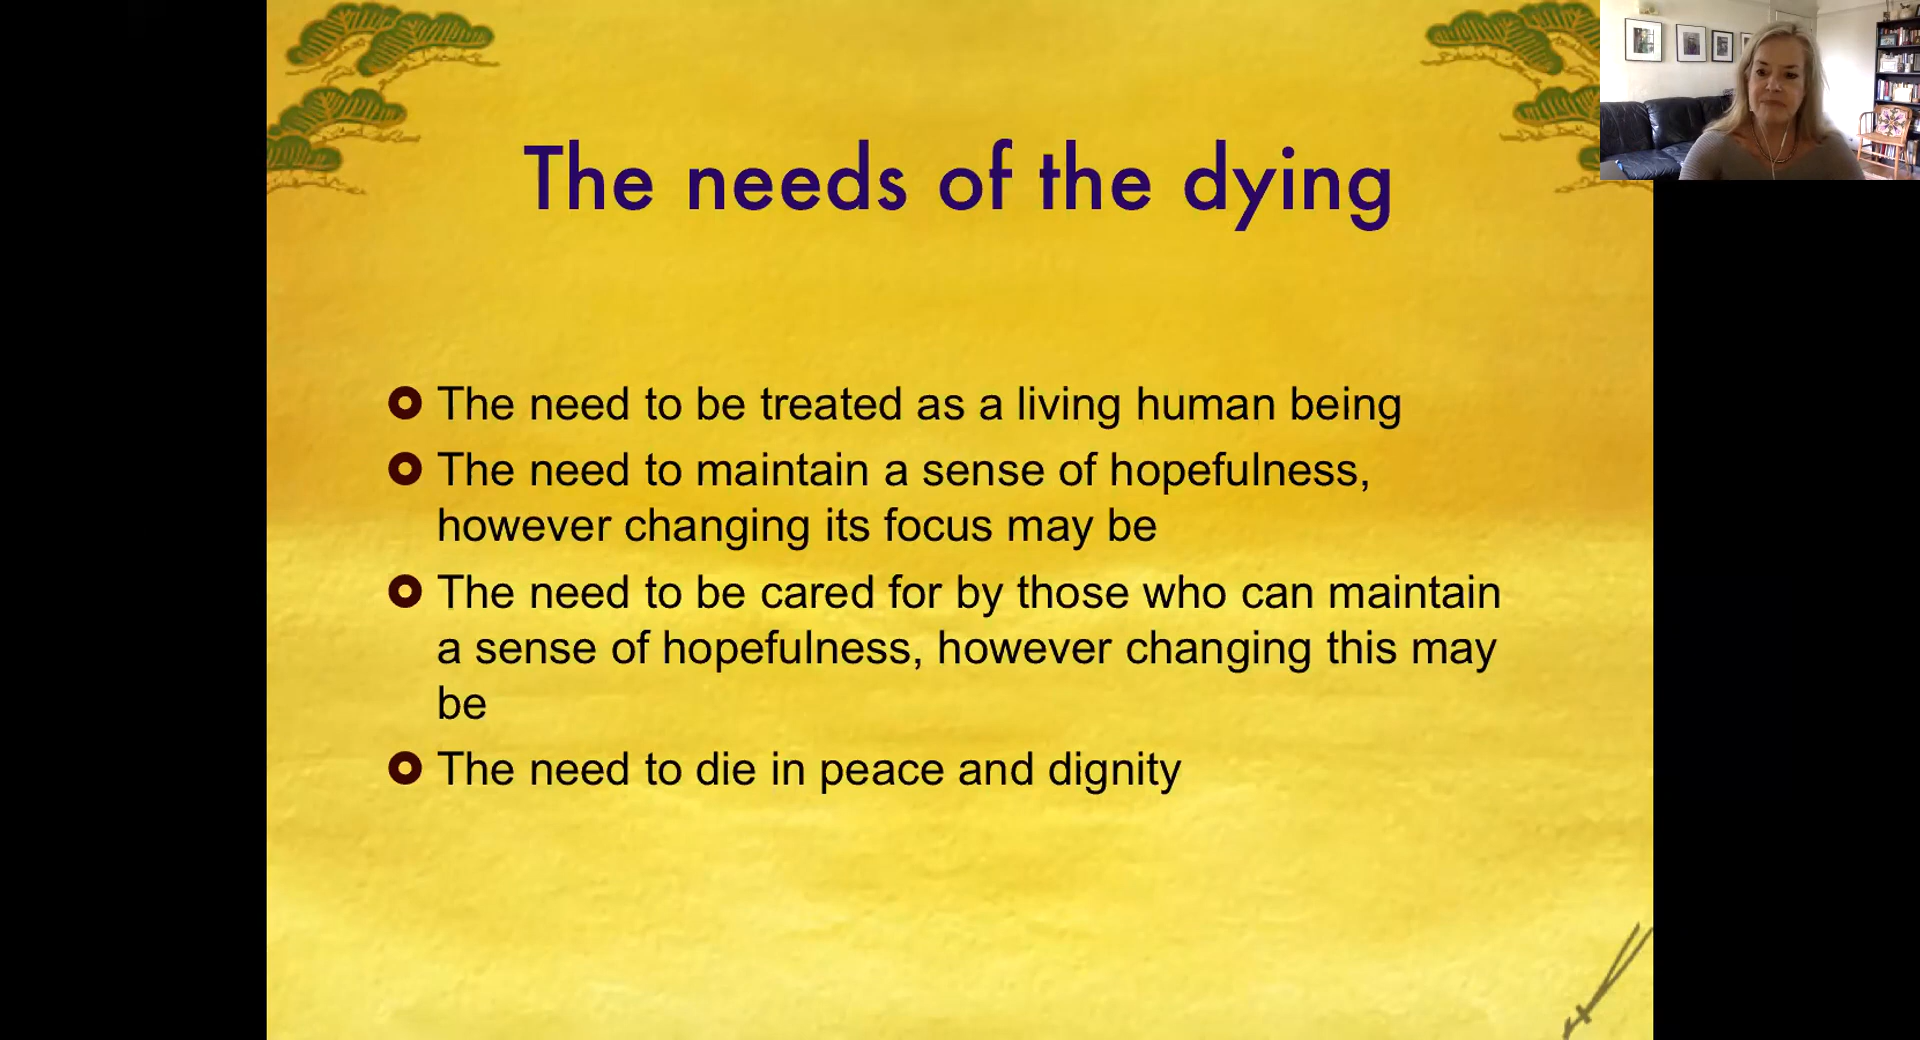 The needs of the dying
The need to be treated as a living human being
The need to maintain a sense of hopefulness,
however changing its focus may be
The need to be cared for by those who can maintain
a sense of hopefulness, however changing this may
be
The need to die in peace and dignity